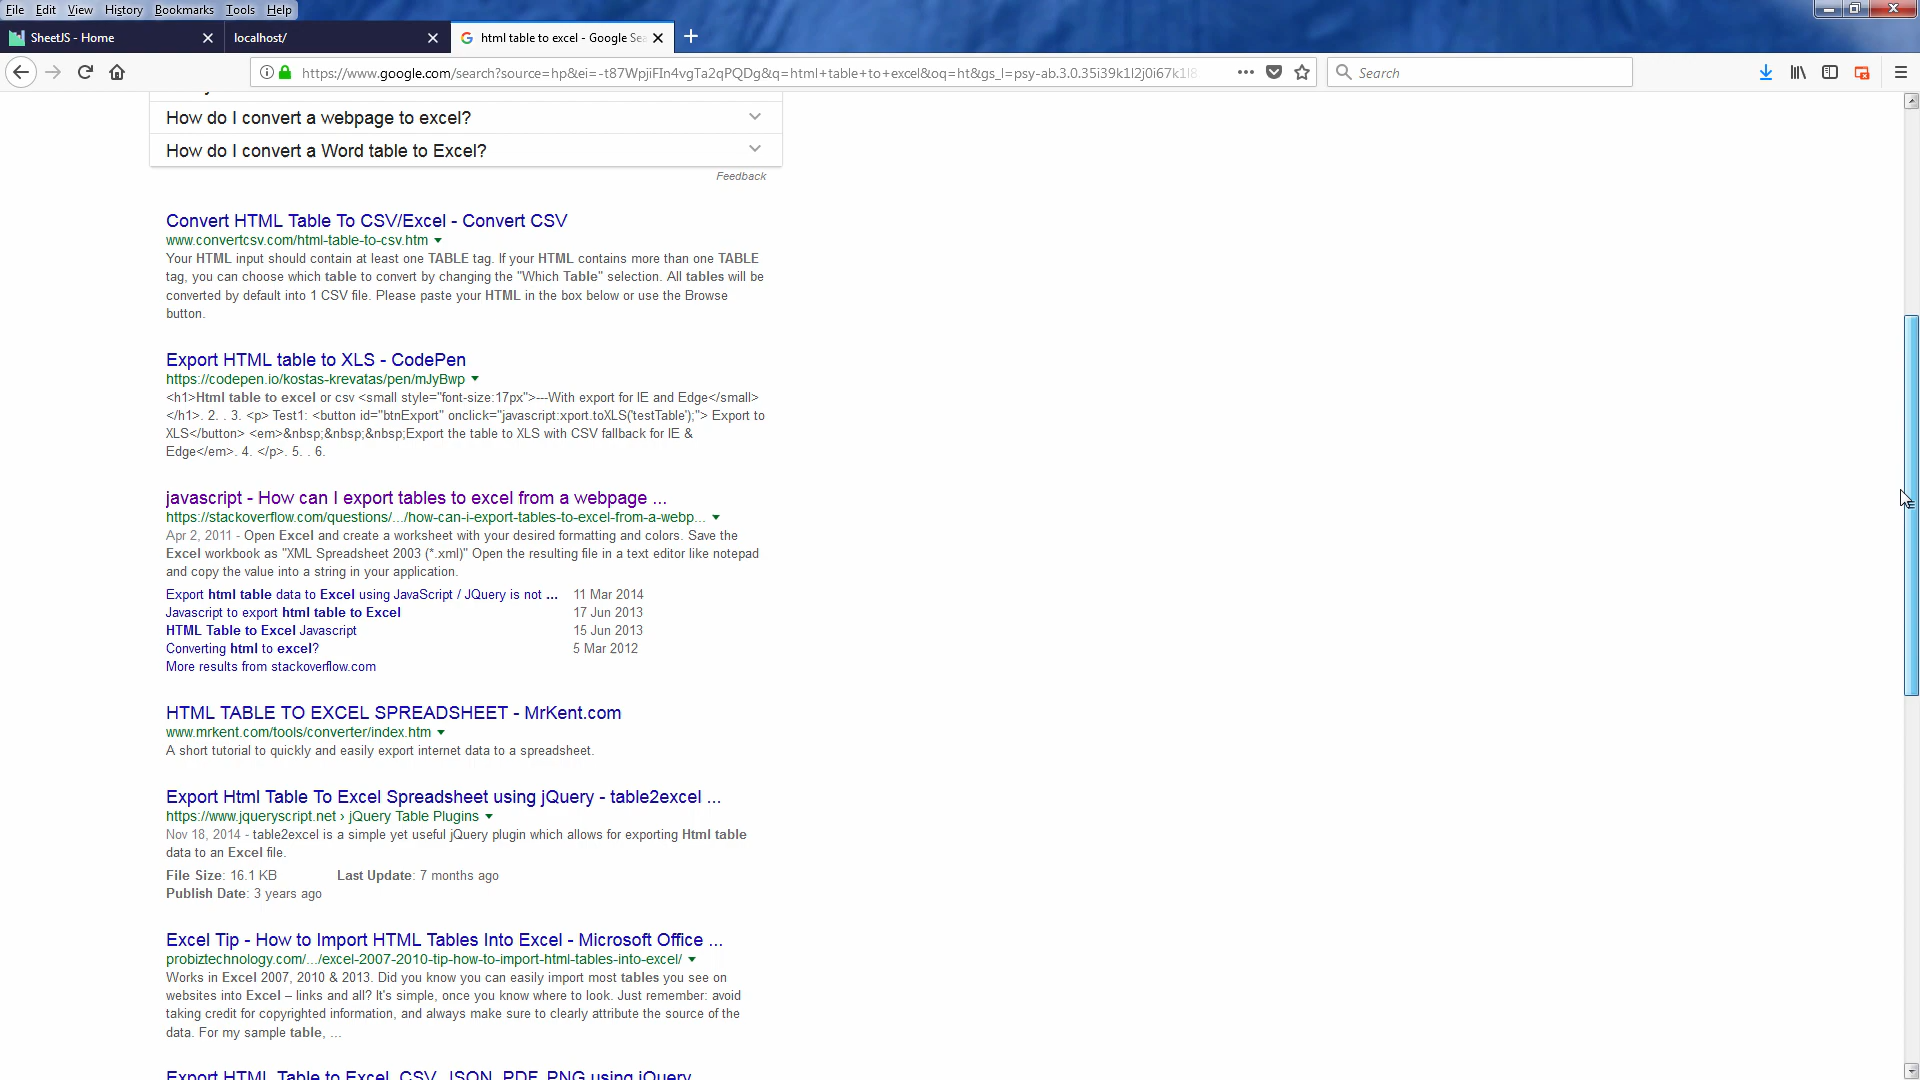 File Edit View History Bookmarks Tools Help
SheetJS - Home
localhost/
html table to excel - Google Sea
https://www.google.com/search?source=hp&ei=-t87WpjiFIn4vgTa2qPQDg&q=html+table+to+excel&oq=ht&gs_l=psy-ab.3.0.35i39k1l2j0i67k1l8
Search
How do I convert a webpage to excel?
How do I convert a Word table to Excel?
Feedback
Convert HTML Table To CSV/Excel - Convert CSV
www.convertcsv.com/html-table-to-csv.htm
Your HTML input should contain at least one TABLE tag. If your HTML contains more than one TABLE
tag, you can choose which table to convert by changing the "Which Table" selection. All tables will be
converted by default into 1 CSV file. Please paste your HTML in the box below or use the Browse
button.
Export HTML table to XLS - CodePen
https://codepen.io/kostas-krevatas/pen/mJyBwp
<h1>Html table to excel or csv <small style="font-size:17px">---With export for IE and Edge</small>
</h1>. 2. . 3. <p> Test1: <button id="btnExport" onclick="javascript:xport.toXLS('testTable');"> Export to
XLS</button> <em>&nbsp;&nbsp;&nbsp;Export the table to XLS with CSV fallback for IE &
Edge</em>. 4. </p>. 5. . 6.
javascript - How can I export tables to excel from a webpage ...
https://stackoverflow.com/questions/.../how-can-i-export-tables-to-excel-from-a-webp...
Apr 2, 2011 - Open Excel and create a worksheet with your desired formatting and colors. Save the
Excel workbook as "XML Spreadsheet 2003 (*.xml)" Open the resulting file in a text editor like notepad
and copy the value into a string in your application.
Export html table data to Excel using JavaScript / JQuery is not ... 11 Mar 2014
Javascript to export html table to Excel 17 Jun 2013
HTML Table to Excel Javascript 15 Jun 2013
Converting html to excel? 5 Mar 2012
More results from stackoverflow.com
HTML TABLE TO EXCEL SPREADSHEET - MrKent.com
www.mrkent.com/tools/converter/index.htm
A short tutorial to quickly and easily export internet data to a spreadsheet.
Export Html Table To Excel Spreadsheet using jQuery - table2excel ...
https://www.jqueryscript.net › jQuery Table Plugins
Nov 18, 2014 - table2excel is a simple yet useful jQuery plugin which allows for exporting Html table
data to an Excel file.
File Size: 16.1 KB Last Update: 7 months ago
Publish Date: 3 years ago
Excel Tip - How to Import HTML Tables Into Excel - Microsoft Office ...
probiztechnology.com/.../excel-2007-2010-tip-how-to-import-html-tables-into-excel/
Works in Excel 2007, 2010 & 2013. Did you know you can easily import most tables you see on
websites into Excel – links and all? It's simple, once you know where to look. Just remember: avoid
taking credit for copyrighted information, and always make sure to clearly attribute the source of the
data. For my sample table, ...
Export HTML Table to Excel, CSV, JSON, PDF, PNG using jQuery